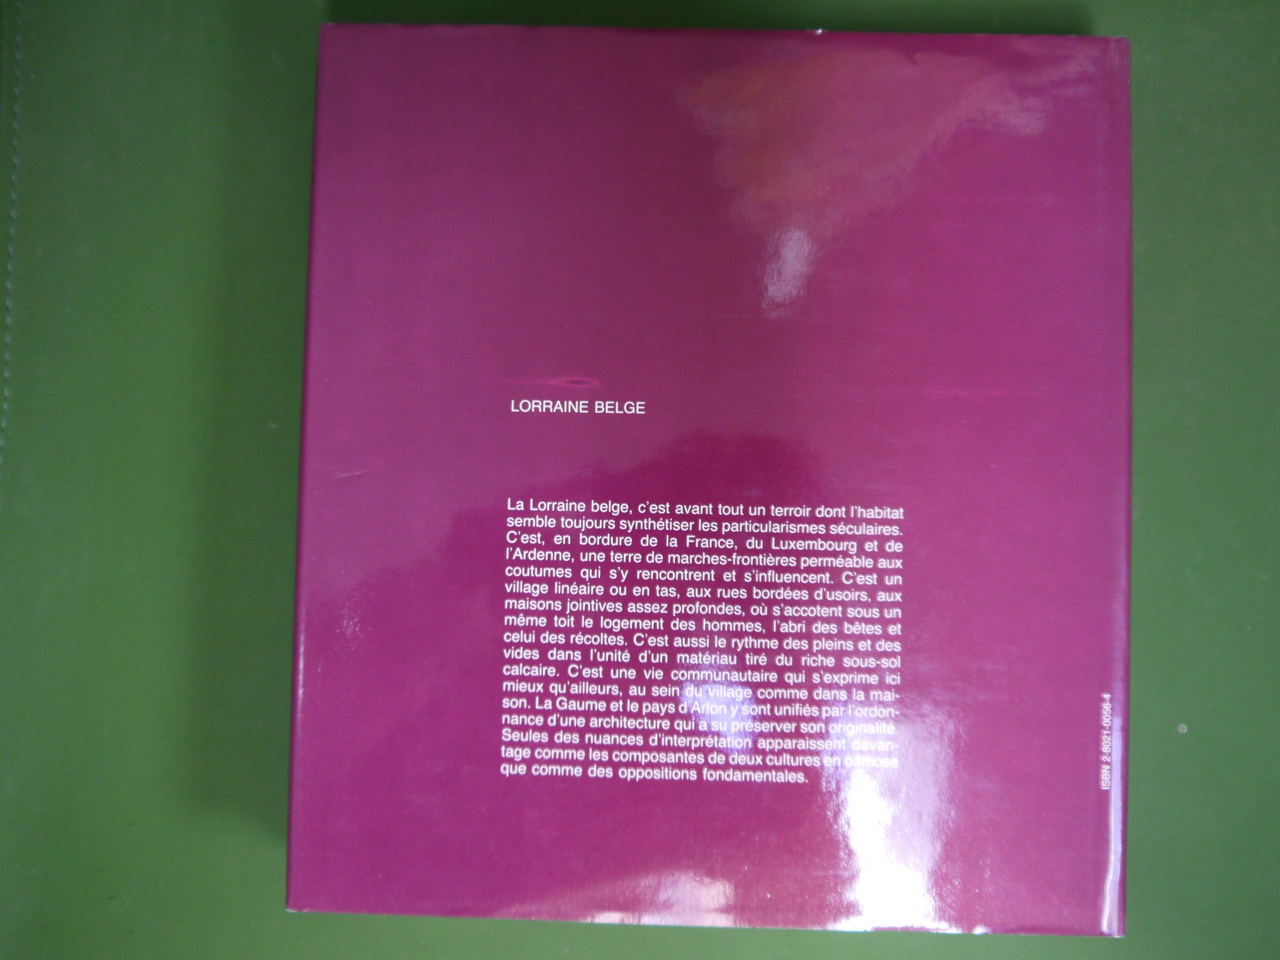 LORRAINE BELGE
La Lorraine belge, c'est avant tout un terroir dont l'habitat
semble toujours synthétiser les particularismes séculaires.
C'est, en bordure de la France, du Luxembourg et de
l'Ardenne, une terre de marches-frontières perméable aux
coutumes qui s'y rencontrent et s'influencent. C'est un
village linéaire ou en tas, aux rues bordées d'usoirs, aux
maisons jointives assez profondes, où s'accotent sous un
même toit le logement des hommes, l'abri des bêtes et
celui des récoltes. C'est aussi le rythme des pleins et des
vides dans l'unité d'un matériau tiré du riche sous-sol
calcaire. C'est une vie communautaire qui s'exprime ici
mieux qu'ailleurs, au sein du village comme dans la mai-
son. La Gaume et le pays d'Arlon y sont unifiés par l'ordon-
nance d'une architecture qui a su préserver son originalité.
Seules des nuances d'interprétation apparaissent davan-
tage comme les composantes de deux cultures en osmose
que comme des oppositions fondamentales.
ISBN 2-8021-0056-4